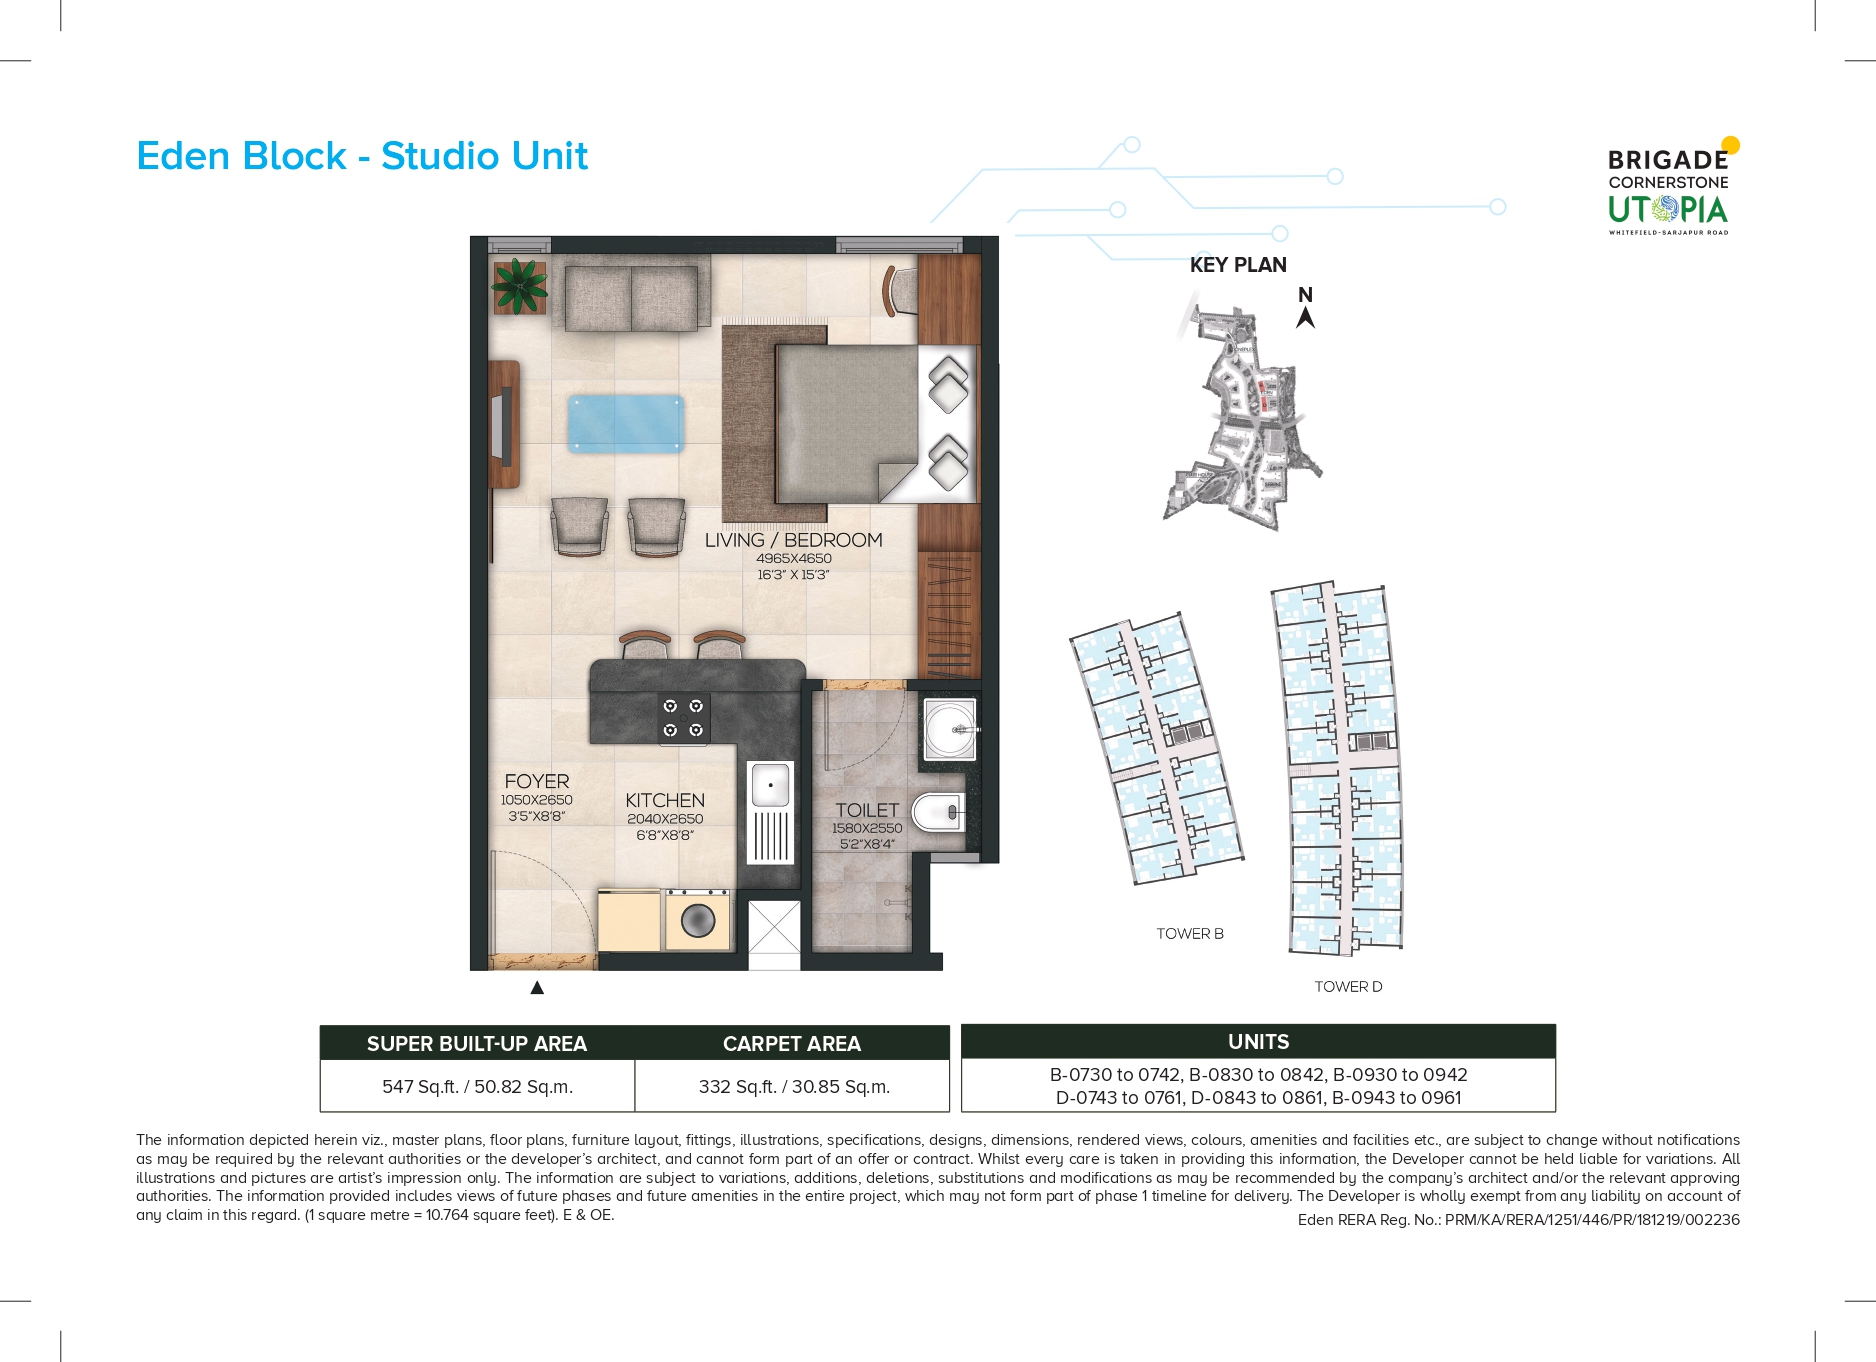 Eden Block - Studio Unit
BRIGADE
CORNERSTONE
UTOPIA
WHITEFIELD-SARJAPUR ROAD
KEY PLAN
N
LIVING / BEDROOM
4965X4650
16'3" X 15'3"
FOYER
1050X2650
3'5"X8'8"
KITCHEN
2040X2650
6'8"X8'8"
TOILET
1580X2550
5'2"X8'4"
TOWER B
TOWER D
SUPER BUILT-UP AREA CARPET AREA
547 Sq.ft. / 50.82 Sq.m. 332 Sq.ft. / 30.85 Sq.m.
UNITS
B-0730 to 0742, B-0830 to 0842, B-0930 to 0942
D-0743 to 0761, D-0843 to 0861, B-0943 to 0961
The information depicted herein viz., master plans, floor plans, furniture layout, fittings, illustrations, specifications, designs, dimensions, rendered views, colours, amenities and facilities etc., are subject to change without notifications
as may be required by the relevant authorities or the developer's architect, and cannot form part of an offer or contract. Whilst every care is taken in providing this information, the Developer cannot be held liable for variations. All
illustrations and pictures are artist's impression only. The information are subject to variations, additions, deletions, substitutions and modifications as may be recommended by the company's architect and/or the relevant approving
authorities. The information provided includes views of future phases and future amenities in the entire project, which may not form part of phase 1 timeline for delivery. The Developer is wholly exempt from any liability on account of
any claim in this regard. (1 square metre = 10.764 square feet). E & OE.
Eden RERA Reg. No.: PRM/KA/RERA/1251/446/PR/181219/002236